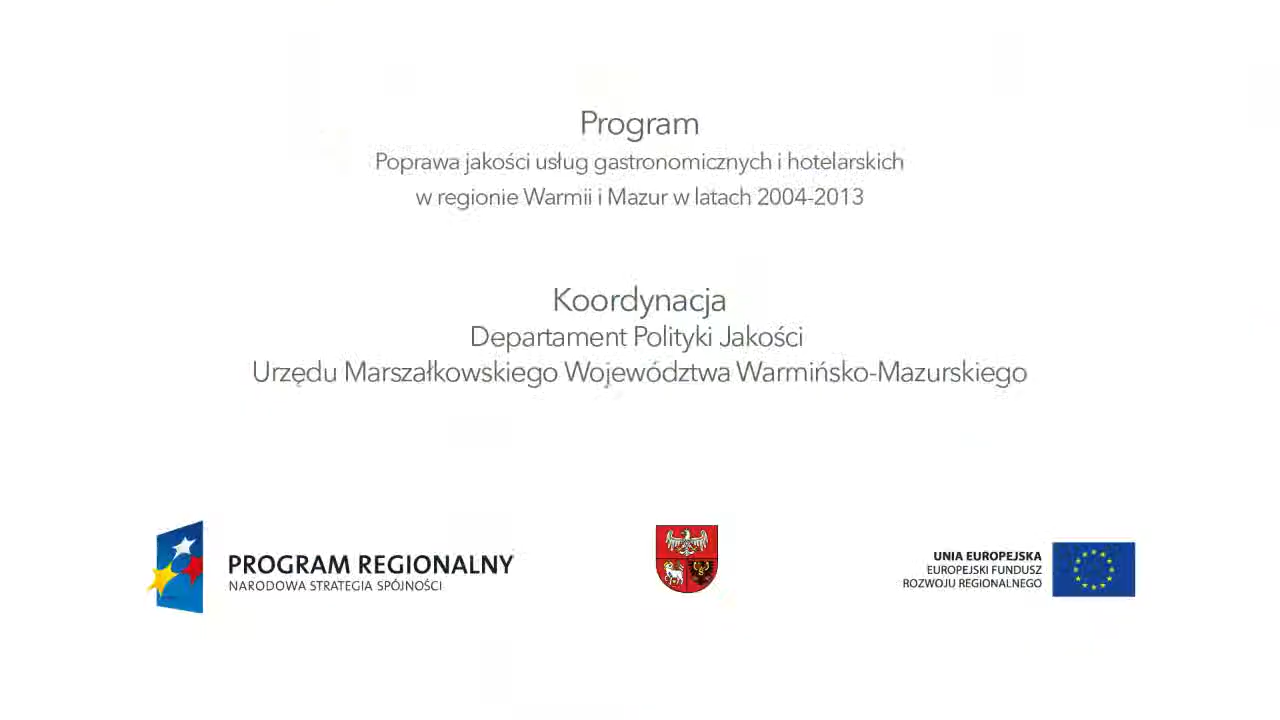 Program
Poprawa jakości usług gastronomicznych i hotelarskich
w regionie Warmii i Mazur w latach 2004-2013
Koordynacja
Departament Polityki Jakości
Urzędu Marszałkowskiego Województwa Warmińsko-Mazurskiego
PROGRAM REGIONALNY
NARODOWA STRATEGIA SPÓJNOŚCI
UNIA EUROPEJSKA
EUROPEJSKI FUNDUSZ
ROZWOJU REGIONALNEGO